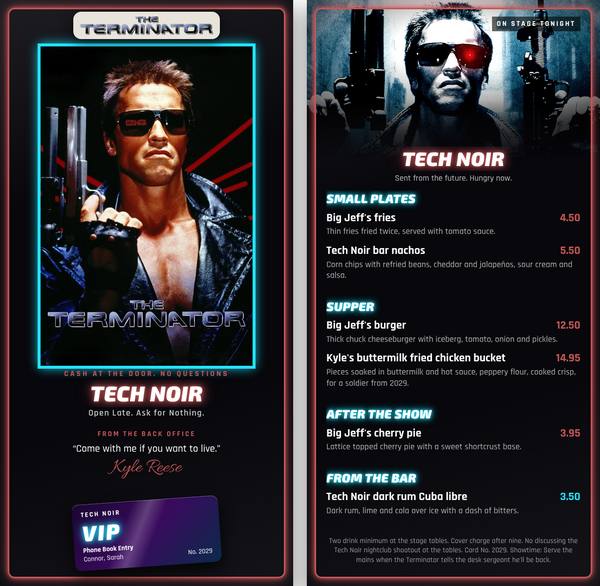 THE
TERMINATOR
THE
TERMINATOR
CASH AT THE DOOR. NO QUESTIONS
TECH NOIR
Open Late. Ask for Nothing.
FROM THE BACK OFFICE
“Come with me if you want to live.”
Kyle Reese
TECH NOIR
VIP
Phone Book Entry
Connor, Sarah
No. 2029
ON STAGE TONIGHT
TECH NOIR
Sent from the future. Hungry now.
SMALL PLATES
Big Jeff's fries 4.50
Thin fries fried twice, served with tomato sauce.
Tech Noir bar nachos 5.50
Corn chips with refried beans, cheddar and jalapeños, sour cream and
salsa.
SUPPER
Big Jeff's burger 12.50
Thick chuck cheeseburger with iceberg, tomato, onion and pickles.
Kyle's buttermilk fried chicken bucket 14.95
Pieces soaked in buttermilk and hot sauce, peppery flour, cooked crisp,
for a soldier from 2029.
AFTER THE SHOW
Big Jeff's cherry pie 3.95
Lattice topped cherry pie with a sweet shortcrust base.
FROM THE BAR
Tech Noir dark rum Cuba libre 3.50
Dark rum, lime and cola over ice with a dash of bitters.
Two drink minimum at the stage tables. Cover charge after nine. No discussing the
Tech Noir nightclub shootout at the tables. Card No. 2029. Showtime: Serve the
mains when the Terminator tells the desk sergeant he'll be back.